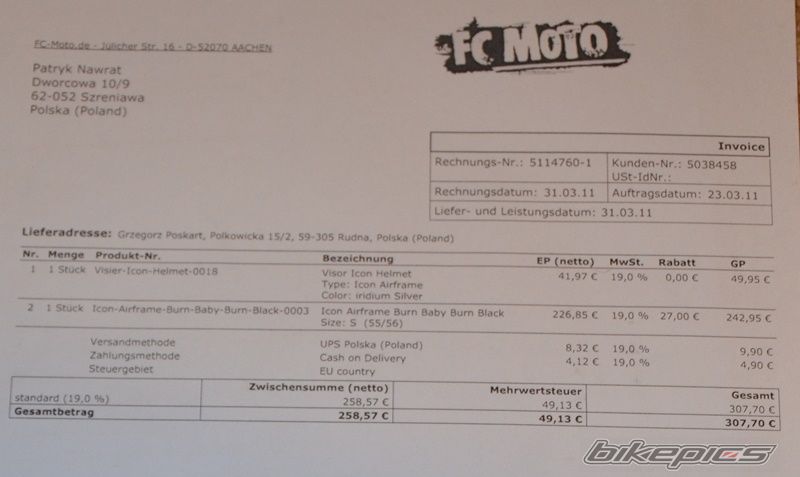 FC-Moto.de - Jülicher Str. 16 - D-52070 AACHEN
FC MOTO
Patryk Nawrat
Dworcowa 10/9
62-052 Szreniawa
Polska (Poland)
Invoice
Rechnungs-Nr.: 5114760-1 Kunden-Nr.: 5038458
USt-IdNr.:
Rechnungsdatum: 31.03.11 Auftragsdatum: 23.03.11
Liefer- und Leistungsdatum: 31.03.11
Lieferadresse: Grzegorz Poskart, Polkowicka 15/2, 59-305 Rudna, Polska (Poland)
Nr. Menge Produkt-Nr. Bezeichnung EP (netto) MwSt. Rabatt GP
1 1 Stück Visier-Icon-Helmet-0018 Visor Icon Helmet 41,97 € 19,0 % 0,00 € 49,95 €
Type: Icon Airframe
Color: iridium Silver
2 1 Stück Icon-Airframe-Burn-Baby-Burn-Black-0003 Icon Airframe Burn Baby Burn Black 226,85 € 19,0 % 27,00 € 242,95 €
Size: S (55/56)
Versandmethode UPS Polska (Poland) 8,32 € 19,0 % 9,90 €
Zahlungsmethode Cash on Delivery 4,12 € 19,0 % 4,90 €
Steuergebiet EU country
Zwischensumme (netto) Mehrwertsteuer Gesamt
standard (19,0 %) 258,57 € 49,13 € 307,70 €
Gesamtbetrag 258,57 € 49,13 € 307,70 €
bikepics